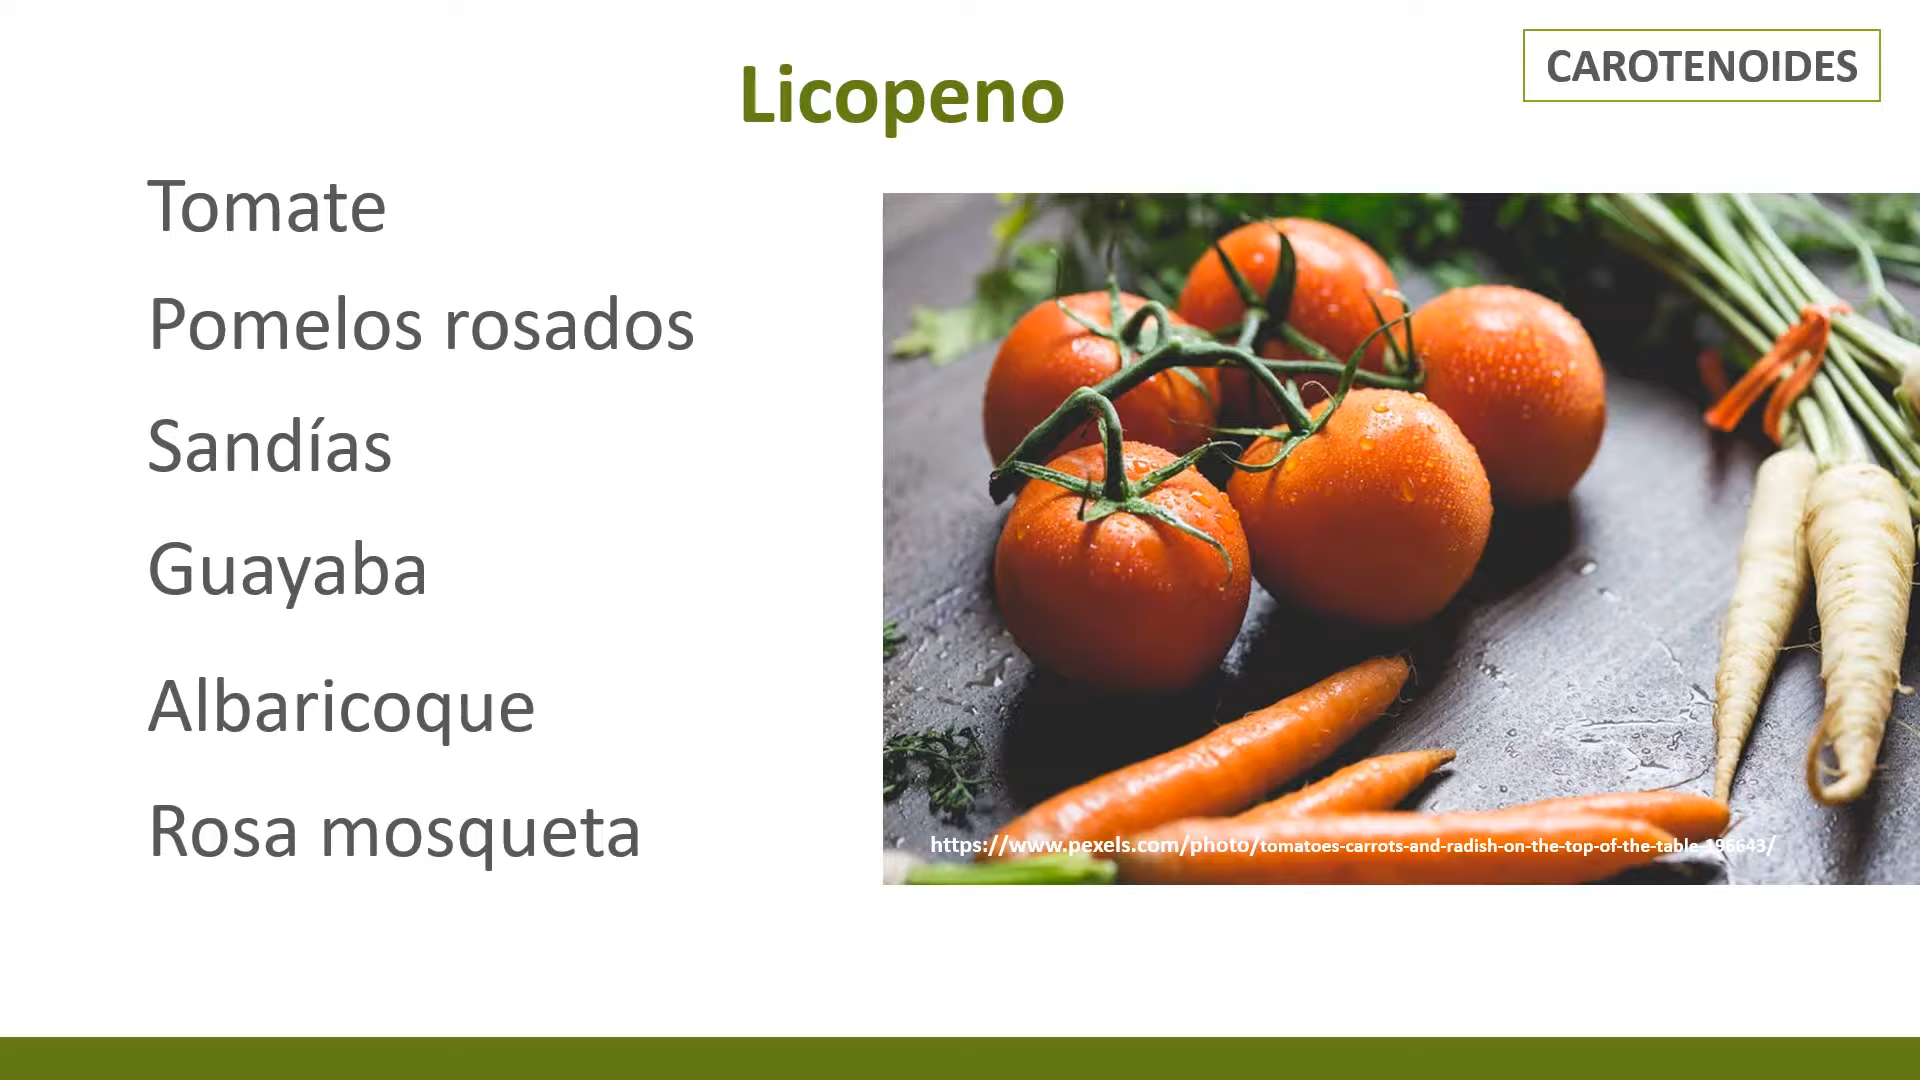 CAROTENOIDES
Licopeno
Tomate
Pomelos rosados
Sandías
Guayaba
Albaricoque
Rosa mosqueta
https://www.pexels.com/photo/tomatoes-carrots-and-radish-on-the-top-of-the-table-196643/